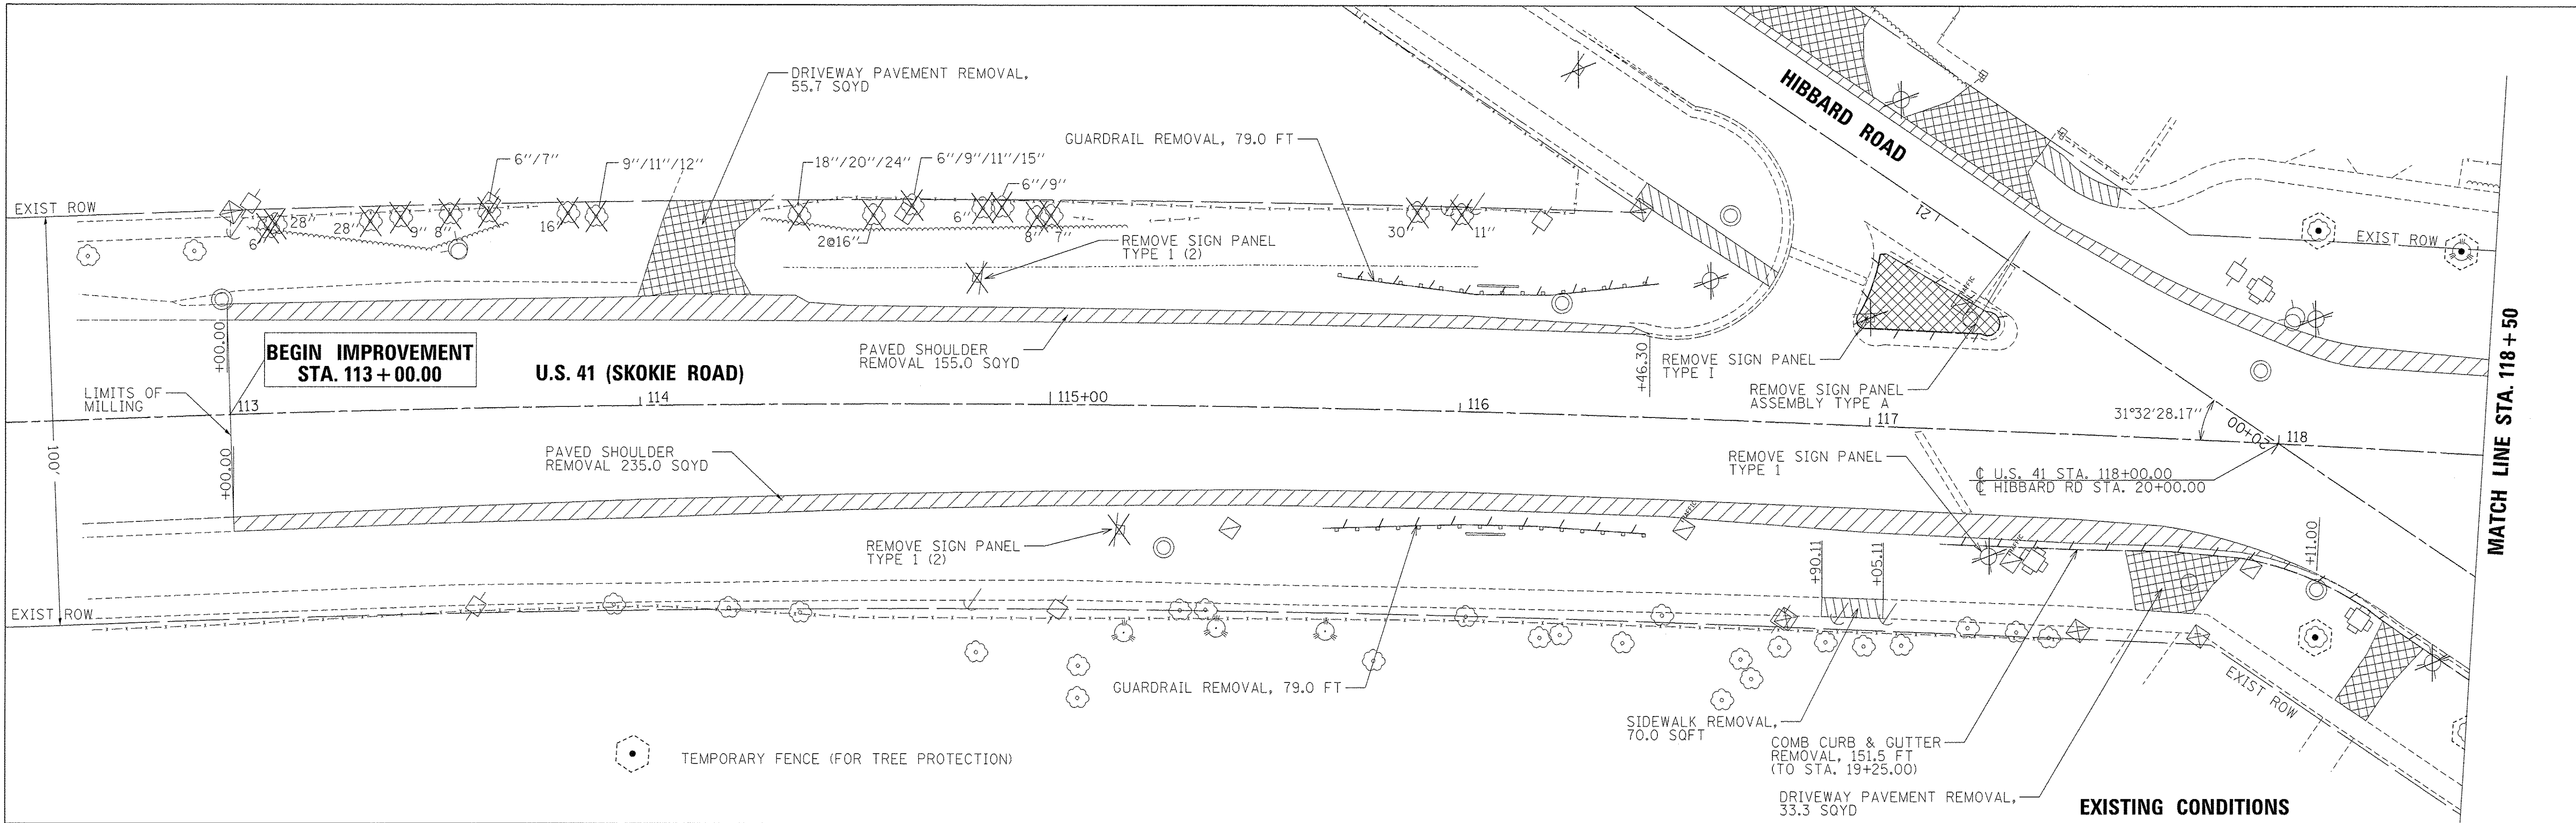 DRIVEWAY PAVEMENT REMOVAL,
55.7 SQYD
HIBBARD ROAD
GUARDRAIL REMOVAL, 79.0 FT
6''/7''
9''/11''/12''
18''/20''/24''
6''/9''/11''/15''
6''/9''
EXIST ROW
6''
28''
28''
9''
8''
16''
2@16''
6''
8''
7''
30''
11''
21
EXIST ROW
REMOVE SIGN PANEL
TYPE 1 (2)
TRAFFIC
+00.00
BEGIN IMPROVEMENT
STA. 113+00.00
U.S. 41 (SKOKIE ROAD)
PAVED SHOULDER
REMOVAL 155.0 SQYD
+46.30
REMOVE SIGN PANEL
TYPE I
REMOVE SIGN PANEL
ASSEMBLY TYPE A
LIMITS OF
MILLING
113
114
115+00
116
117
118
31°32'28.17''
20+00
MATCH LINE STA. 118+50
100'
+00.00
PAVED SHOULDER
REMOVAL 235.0 SQYD
REMOVE SIGN PANEL
TYPE 1
℄ U.S. 41 STA. 118+00.00
℄ HIBBARD RD STA. 20+00.00
TRAFFIC
TRAFFIC
REMOVE SIGN PANEL
TYPE 1 (2)
+90.11
+05.11
+11.00
EXIST ROW
GUARDRAIL REMOVAL, 79.0 FT
EXIST ROW
SIDEWALK REMOVAL,
70.0 SQFT
COMB CURB & GUTTER
REMOVAL, 151.5 FT
(TO STA. 19+25.00)
DRIVEWAY PAVEMENT REMOVAL,
33.3 SQYD
TEMPORARY FENCE (FOR TREE PROTECTION)
EXISTING CONDITIONS